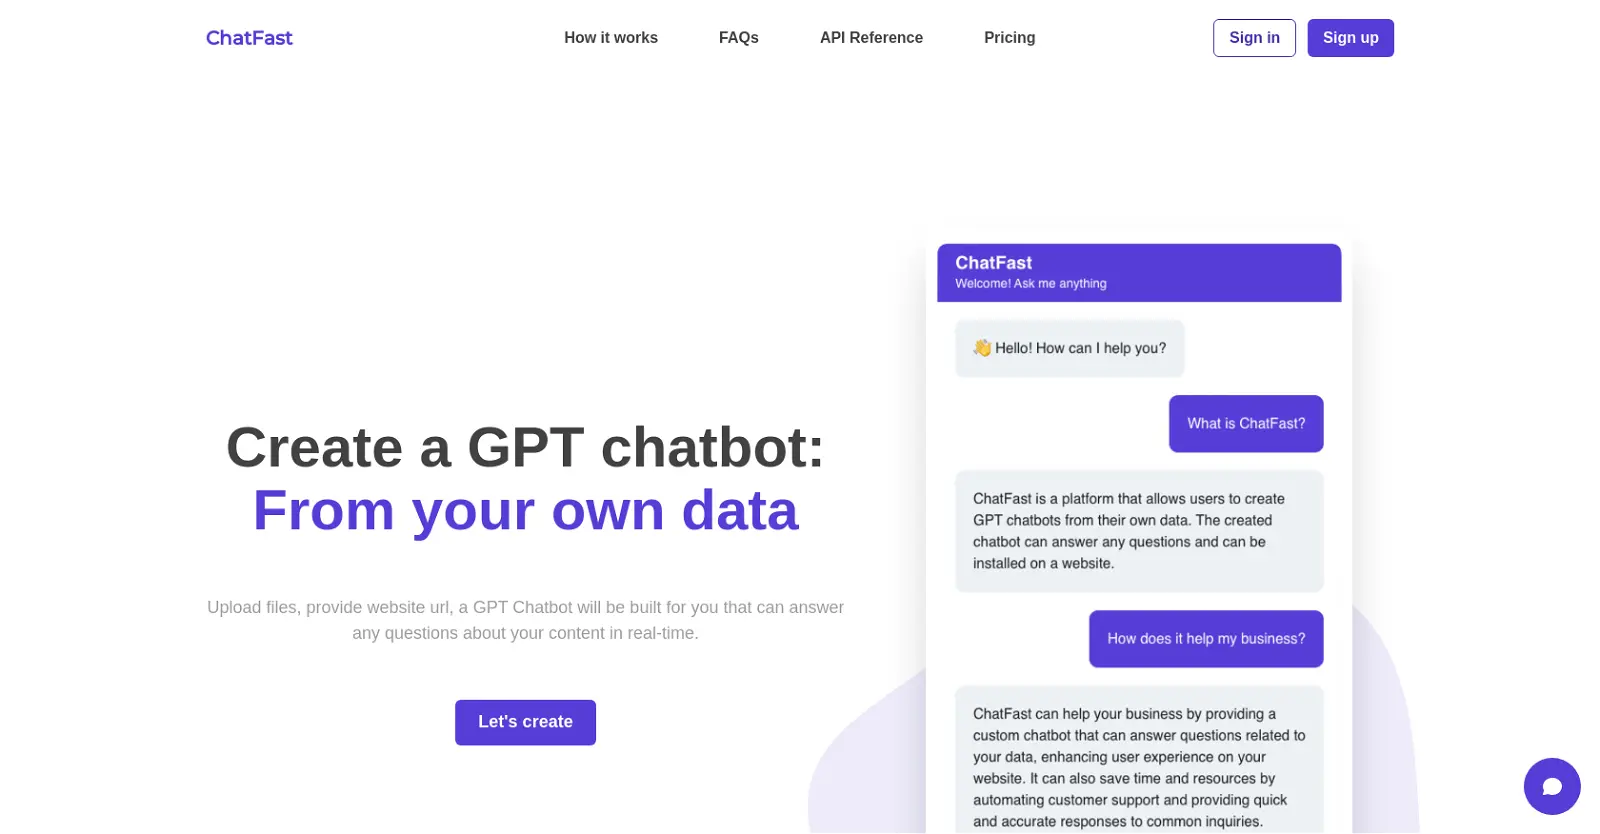 ChatFast
How it works
FAQs
API Reference
Pricing
Sign in
Sign up
Create a GPT chatbot:
From your own data
Upload files, provide website url, a GPT Chatbot will be built for you that can answer
any questions about your content in real-time.
Let's create
ChatFast
Welcome! Ask me anything
👋 Hello! How can I help you?
What is ChatFast?
ChatFast is a platform that allows users to create
GPT chatbots from their own data. The created
chatbot can answer any questions and can be
installed on a website.
How does it help my business?
ChatFast can help your business by providing a
custom chatbot that can answer questions related to
your data, enhancing user experience on your
website. It can also save time and resources by
automating customer support and providing quick
and accurate responses to common inquiries.